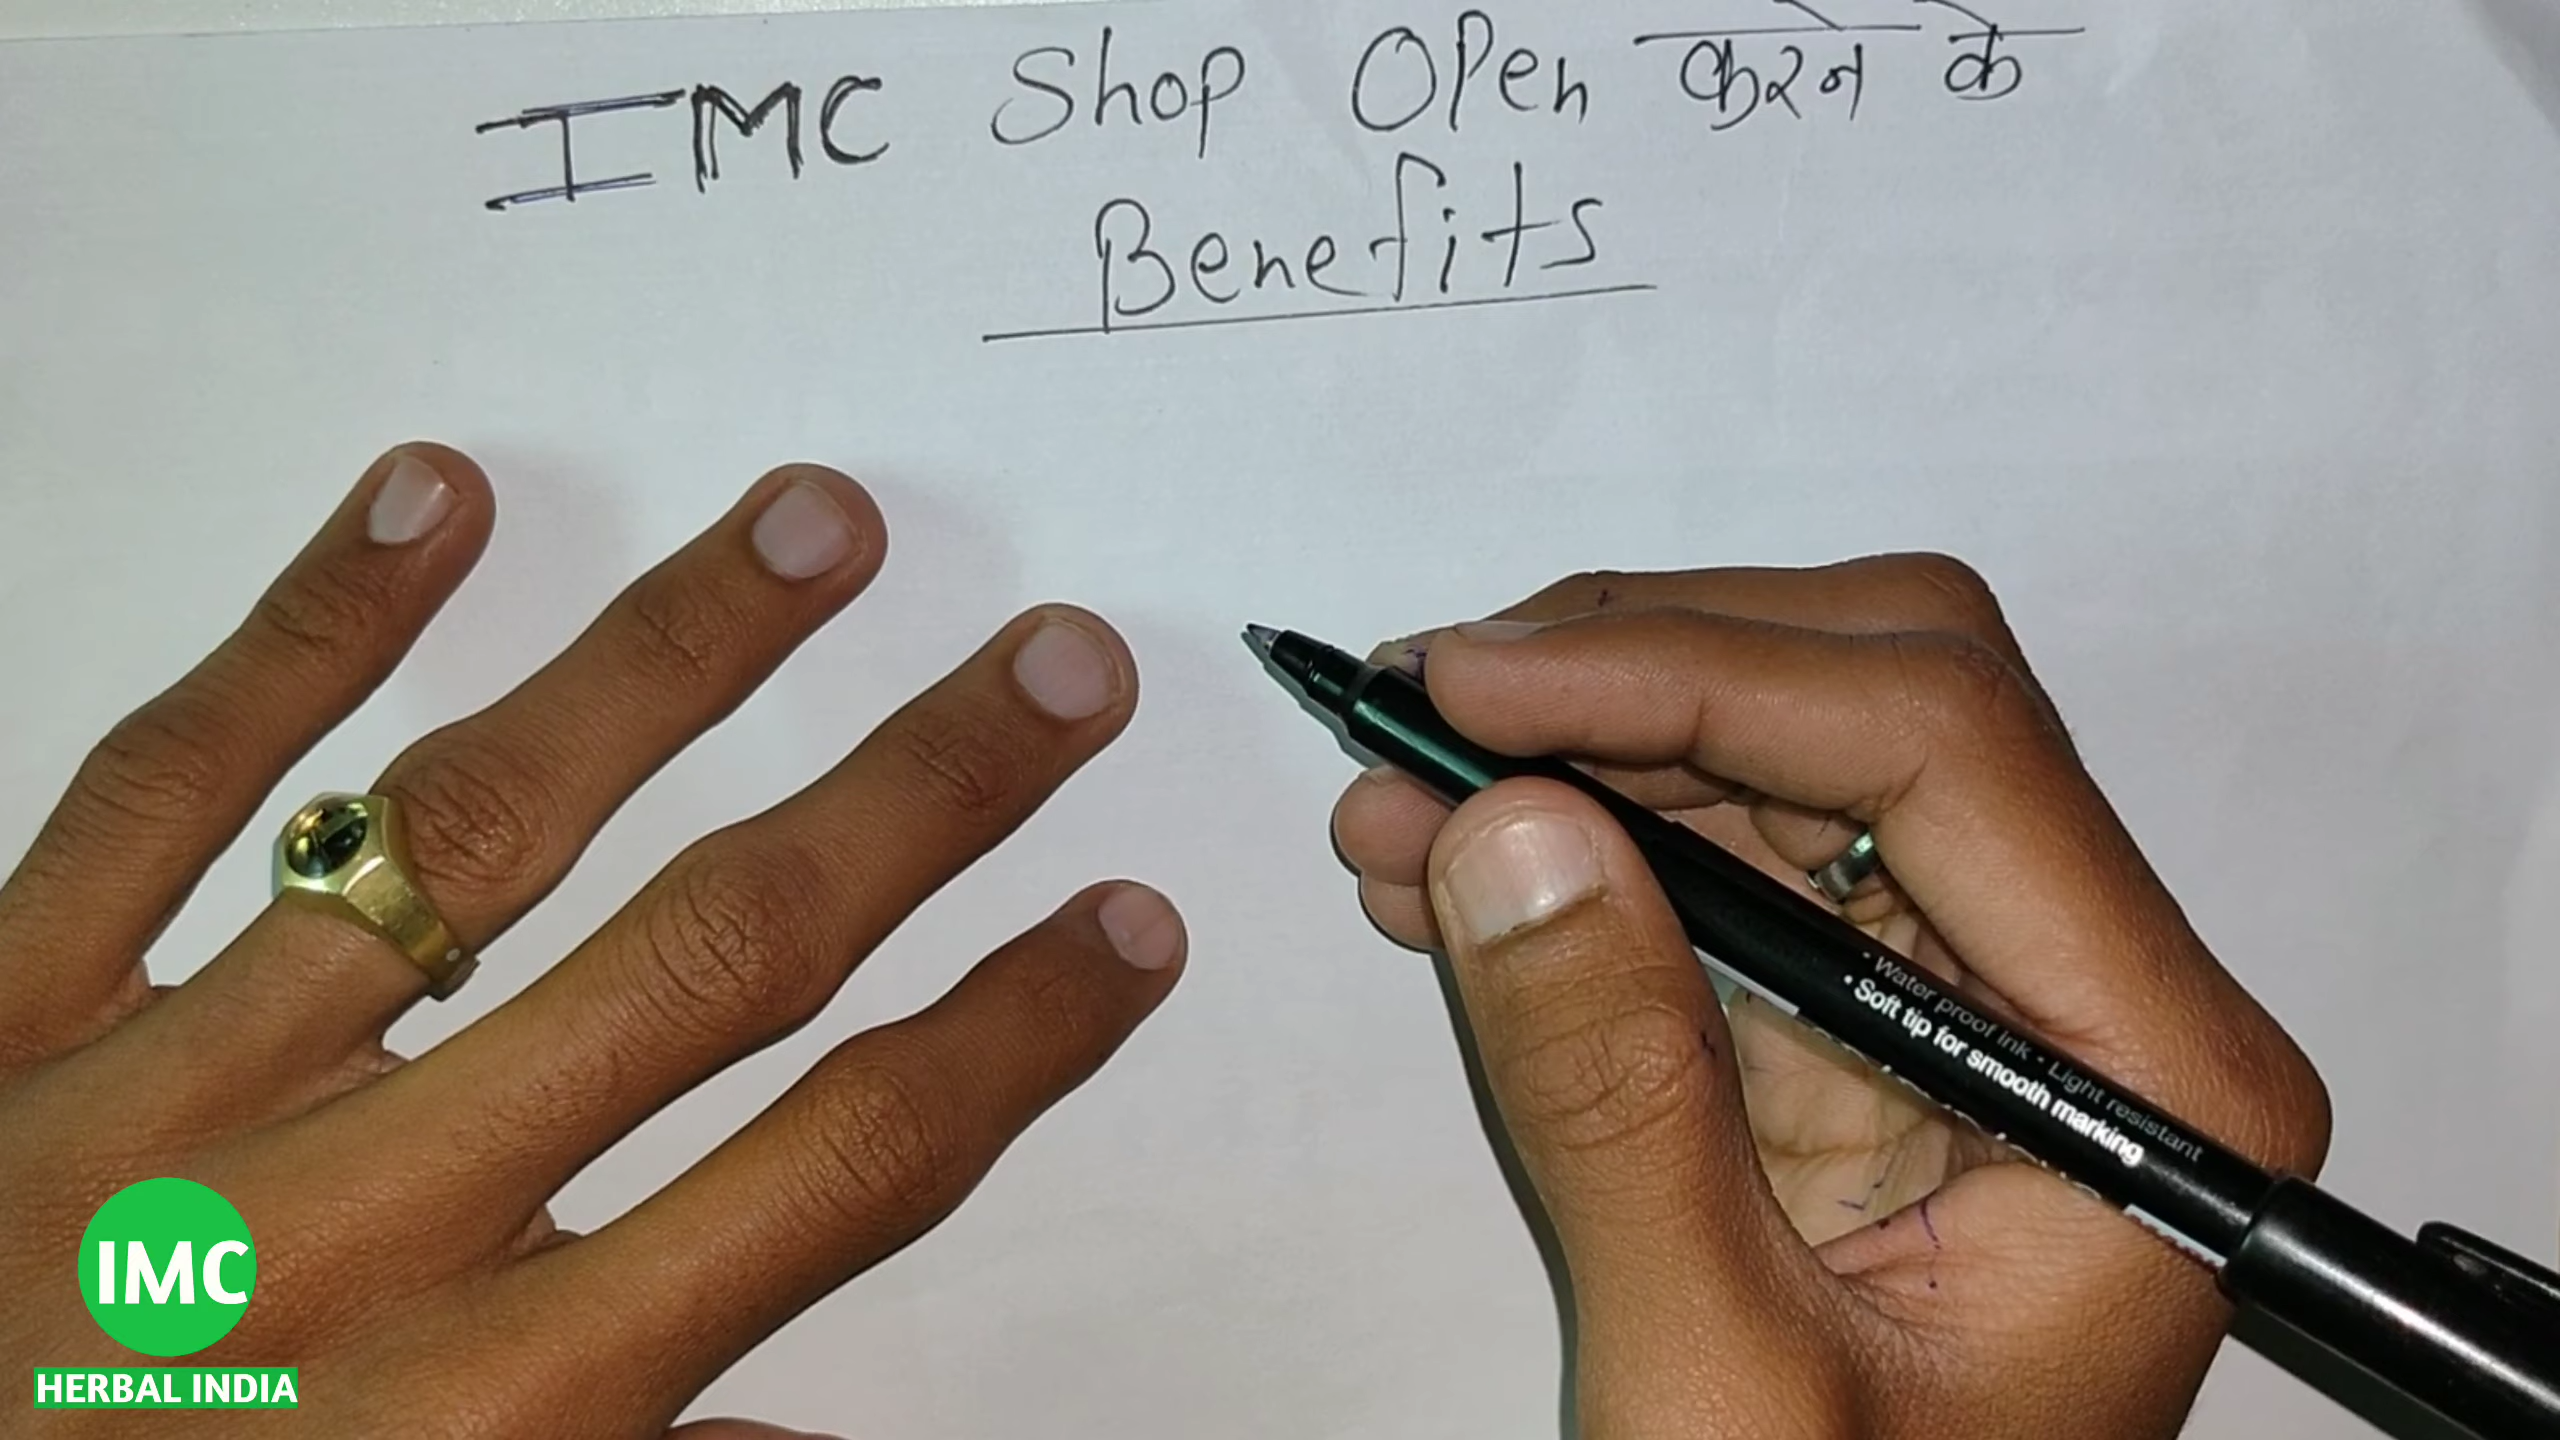 IMC Shop Open करने के
Benefits
• Water proof ink • Light resistant
• Soft tip for smooth marking
IMC
HERBAL INDIA